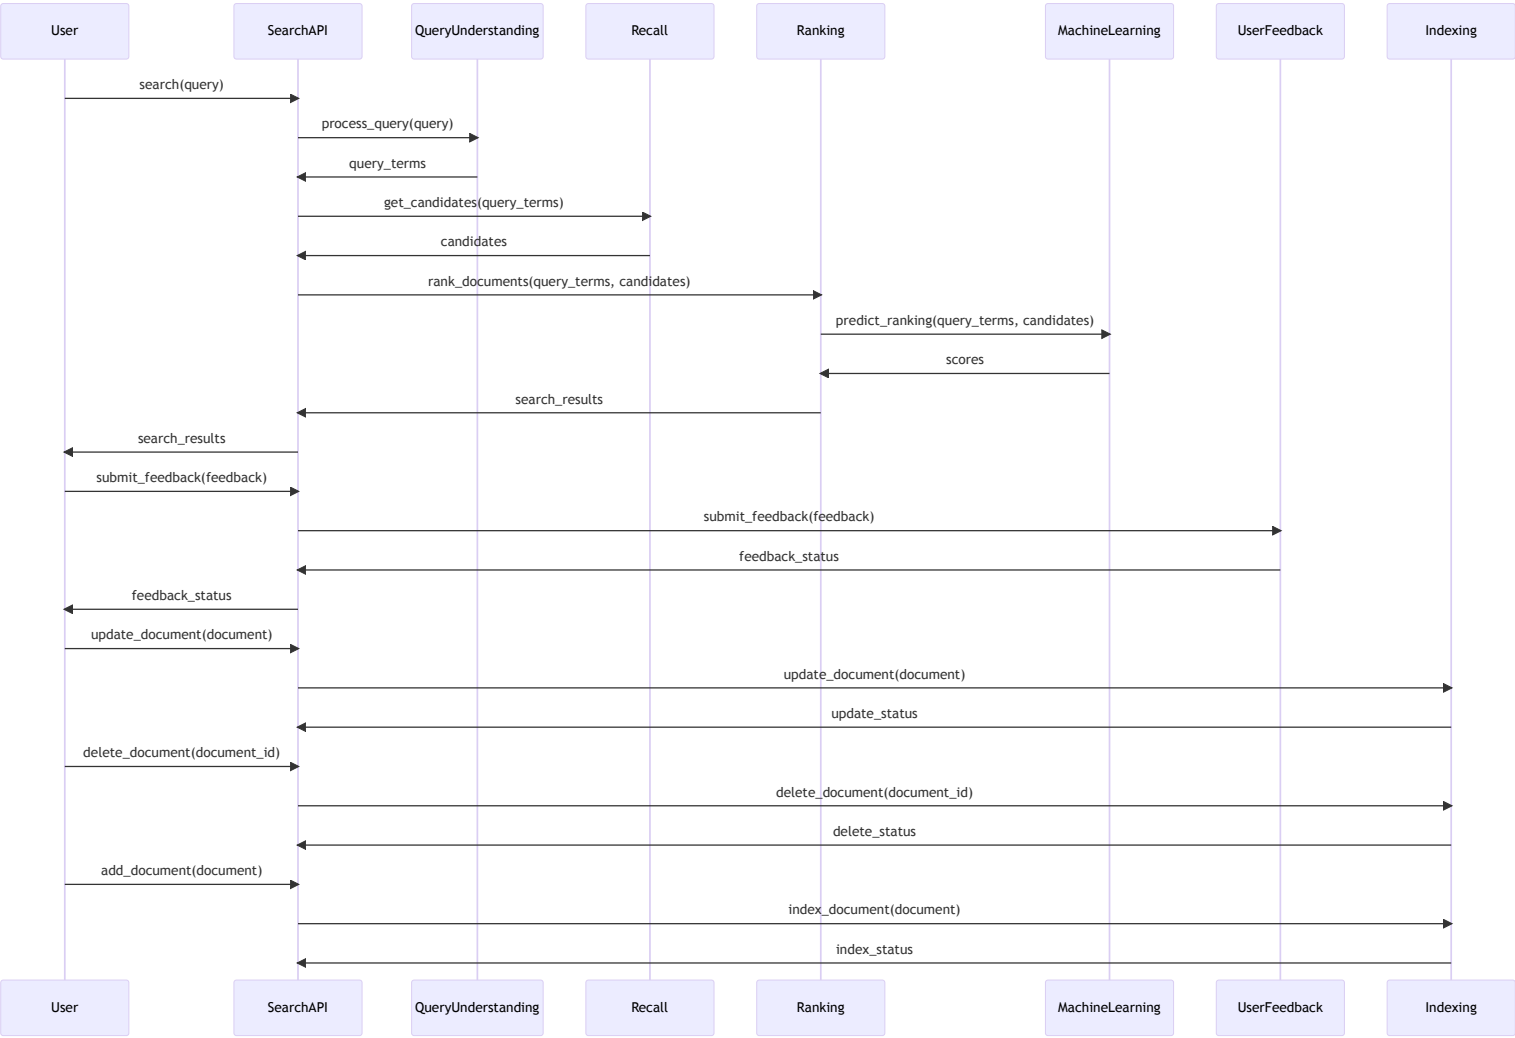 User
SearchAPI
QueryUnderstanding
Recall
Ranking
MachineLearning
UserFeedback
Indexing
search(query)
process_query(query)
query_terms
get_candidates(query_terms)
candidates
rank_documents(query_terms, candidates)
predict_ranking(query_terms, candidates)
scores
search_results
search_results
submit_feedback(feedback)
submit_feedback(feedback)
feedback_status
feedback_status
update_document(document)
update_document(document)
update_status
delete_document(document_id)
delete_document(document_id)
delete_status
add_document(document)
index_document(document)
index_status
User
SearchAPI
QueryUnderstanding
Recall
Ranking
MachineLearning
UserFeedback
Indexing